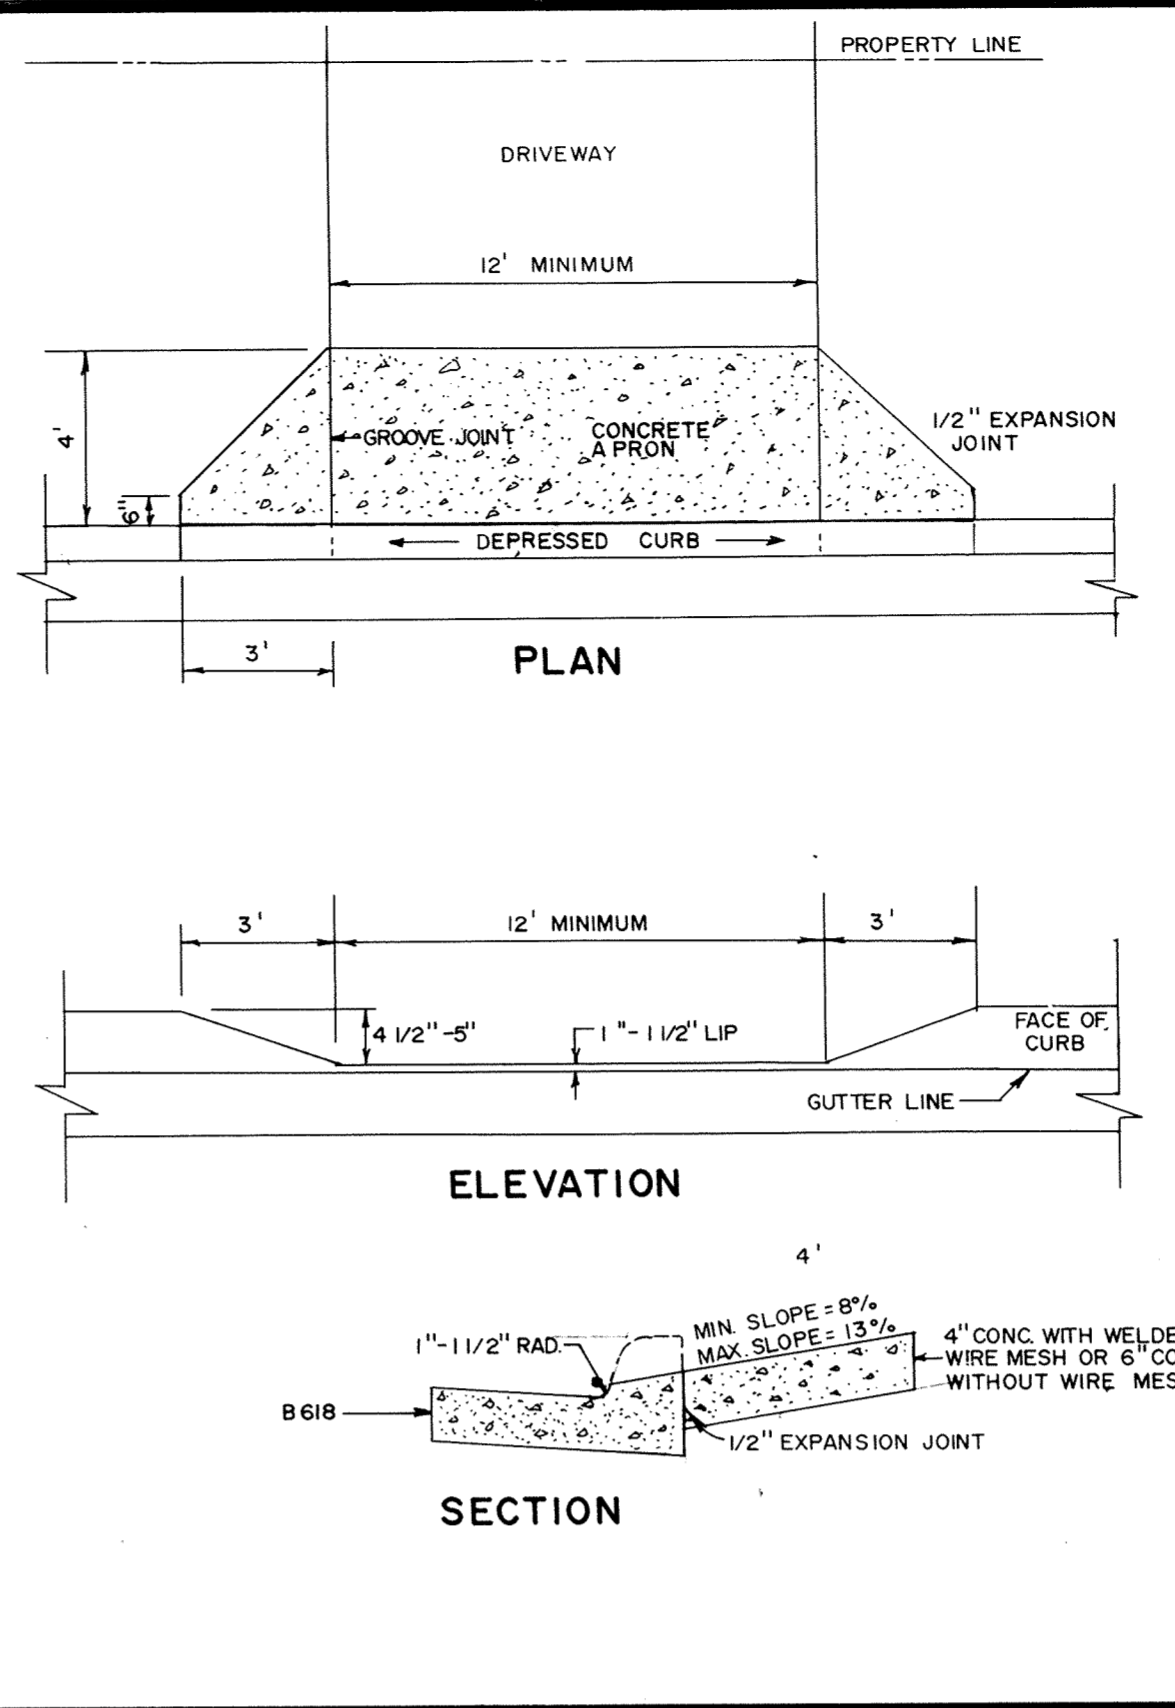 PROPERTY LINE
DRIVEWAY
12' MINIMUM
4'
6"
GROOVE JOINT
CONCRETE
APRON
1/2" EXPANSION
JOINT
DEPRESSED CURB
3'
PLAN
3'
12' MINIMUM
3'
4 1/2"-5"
1"-1 1/2" LIP
FACE OF
CURB
GUTTER LINE
ELEVATION
4'
MIN. SLOPE = 8%
MAX. SLOPE = 13%
1"-1 1/2" RAD.
4" CONC. WITH WELDE
WIRE MESH OR 6" CO
WITHOUT WIRE MES
B618
1/2" EXPANSION JOINT
SECTION